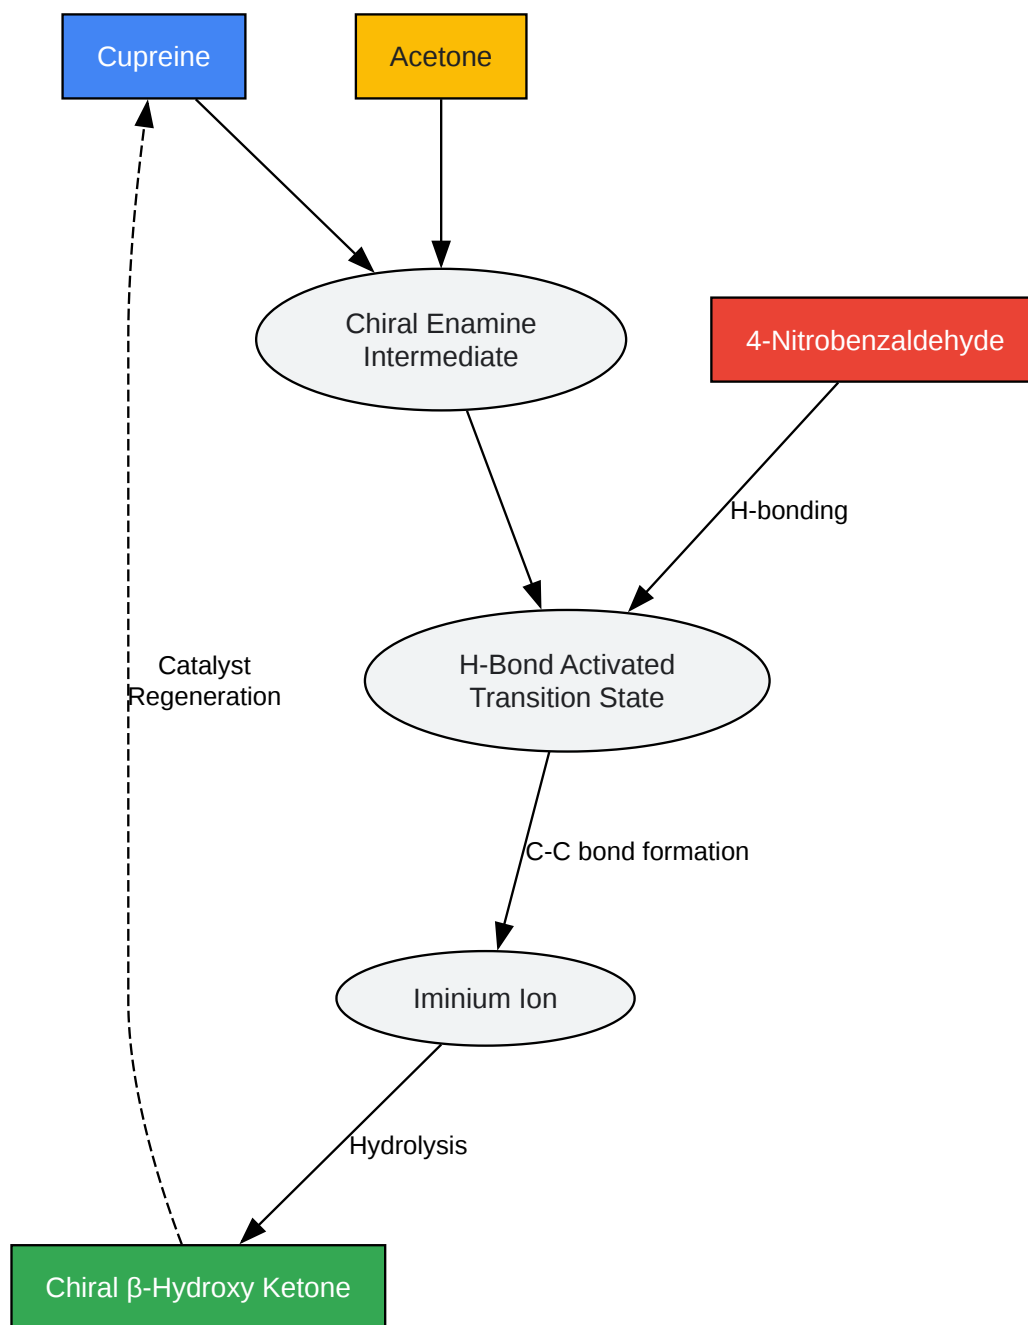 Cupreine
Acetone
Chiral Enamine
Intermediate
4-Nitrobenzaldehyde
H-bonding
H-Bond Activated
Transition State
Catalyst
Regeneration
C-C bond formation
Iminium Ion
Hydrolysis
Chiral β-Hydroxy Ketone